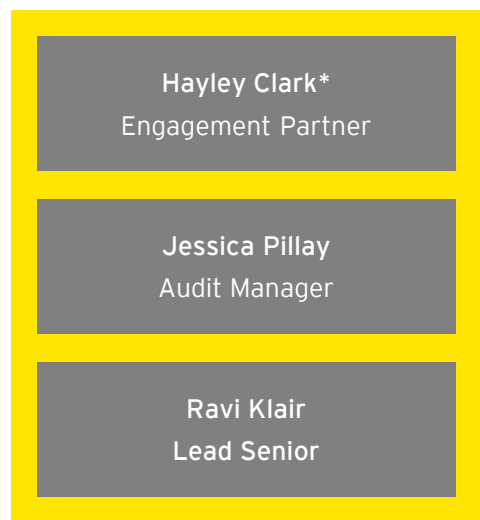 Hayley Clark*
Engagement Partner
Jessica Pillay
Audit Manager
Ravi Klair
Lead Senior